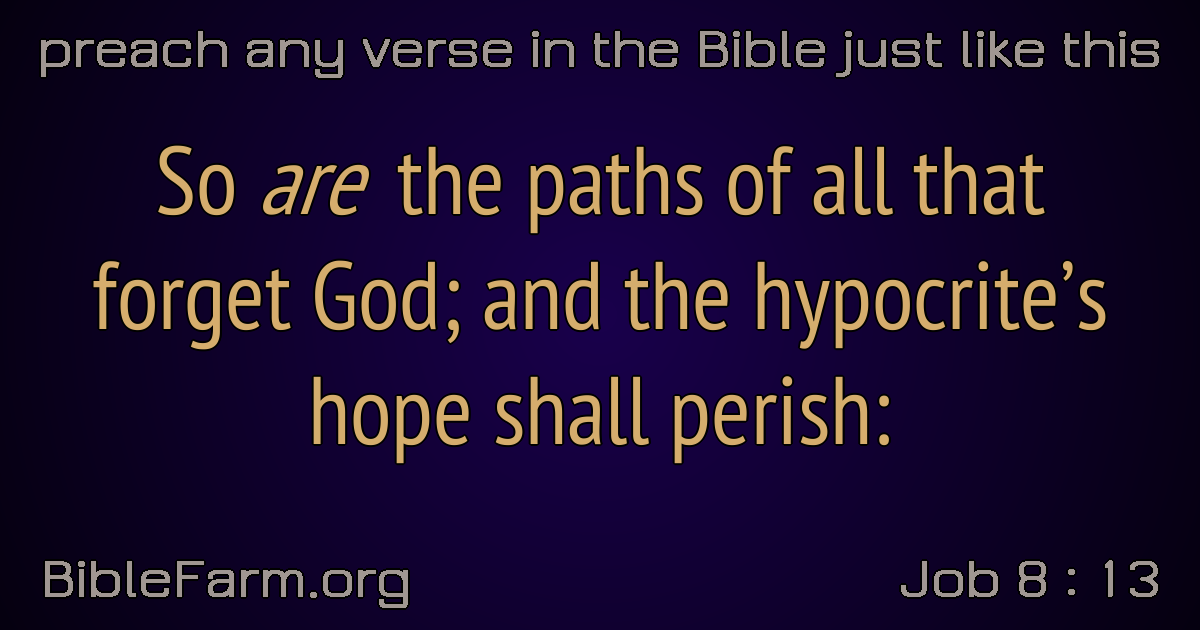 preach any verse in the Bible just like this
So are the paths of all that
forget God; and the hypocrite’s
hope shall perish:
BibleFarm.org
Job 8 : 13